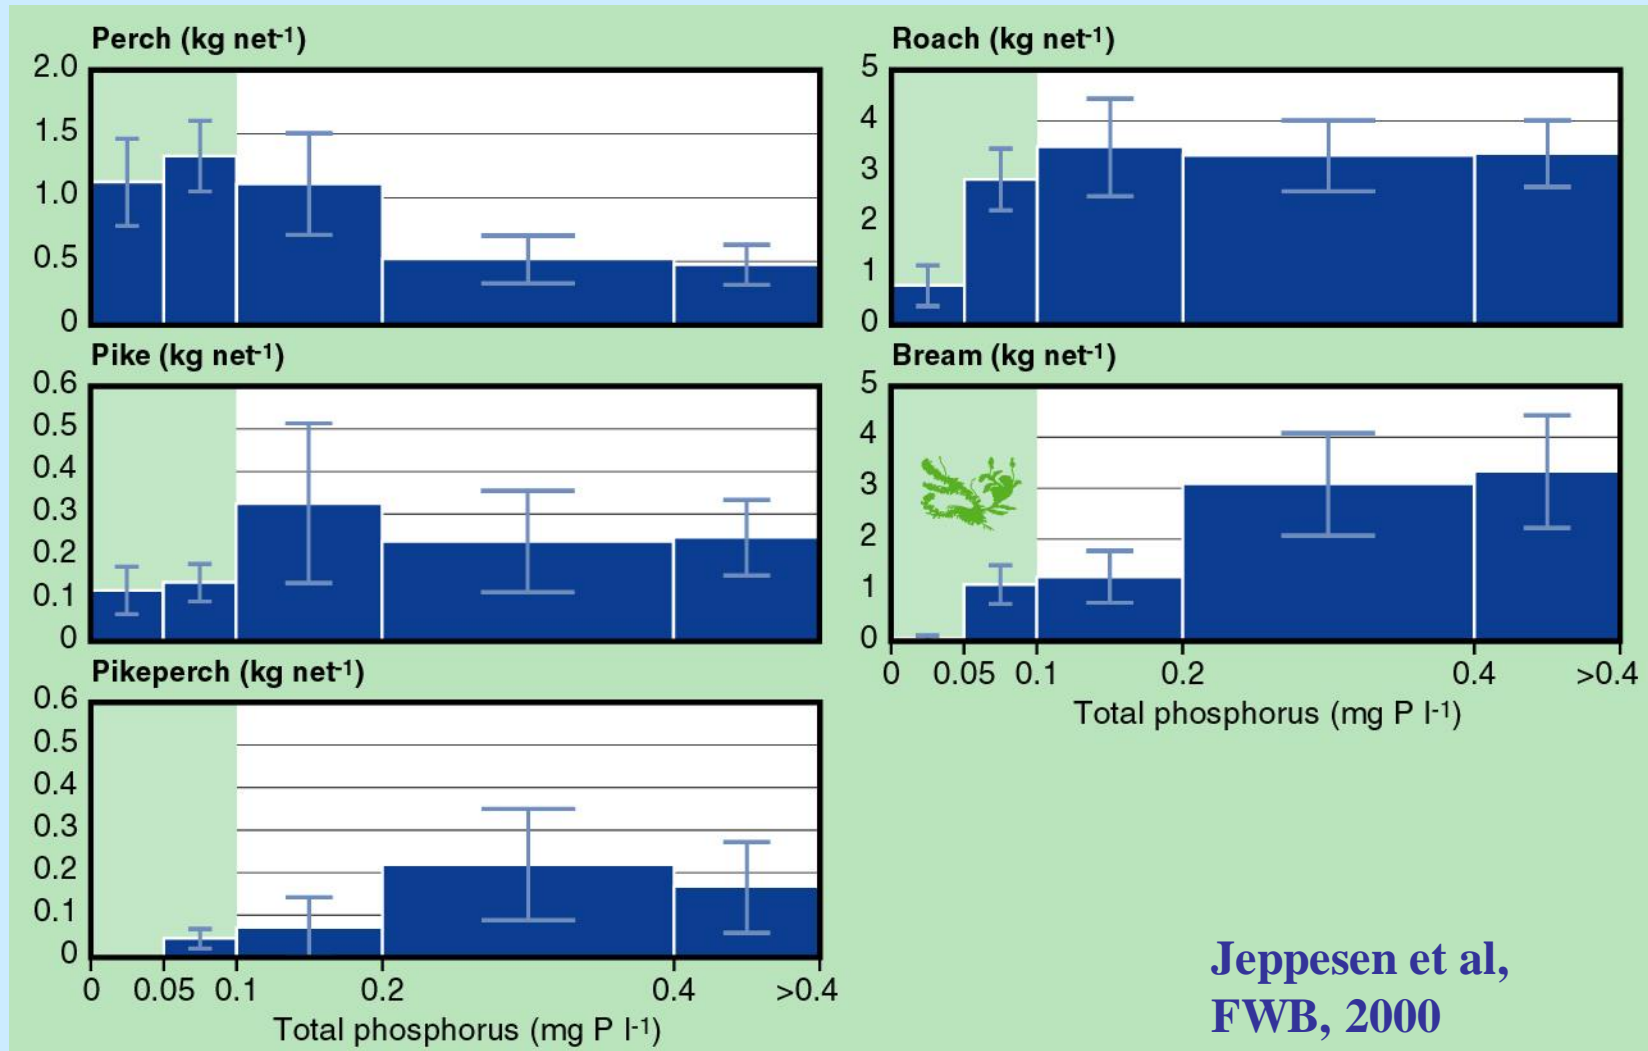 Perch (kg net-1)
2.0
1.5
1.0
0.5
0
Pike (kg net-1)
0.6
0.5
0.4
0.3
0.2
0.1
0
Pikeperch (kg net-1)
0.6
0.5
0.4
0.3
0.2
0.1
0
0 0.05 0.1 0.2 0.4 >0.4
Total phosphorus (mg P l-1)
Roach (kg net-1)
5
4
3
2
1
0
Bream (kg net-1)
5
4
3
2
1
0
0 0.05 0.1 0.2 0.4 >0.4
Total phosphorus (mg P l-1)
Jeppesen et al,
FWB, 2000